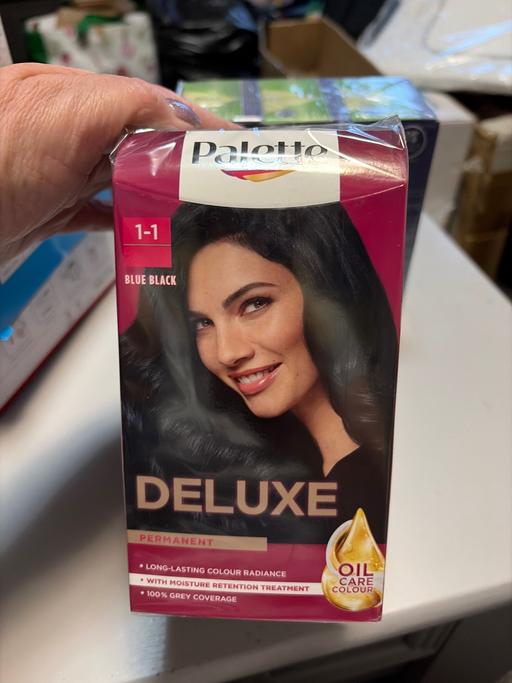 Palette
1-1
BLUE BLACK
DELUXE
PERMANENT
• LONG-LASTING COLOUR RADIANCE
• WITH MOISTURE RETENTION TREATMENT
• 100% GREY COVERAGE
OIL
CARE
COLOUR